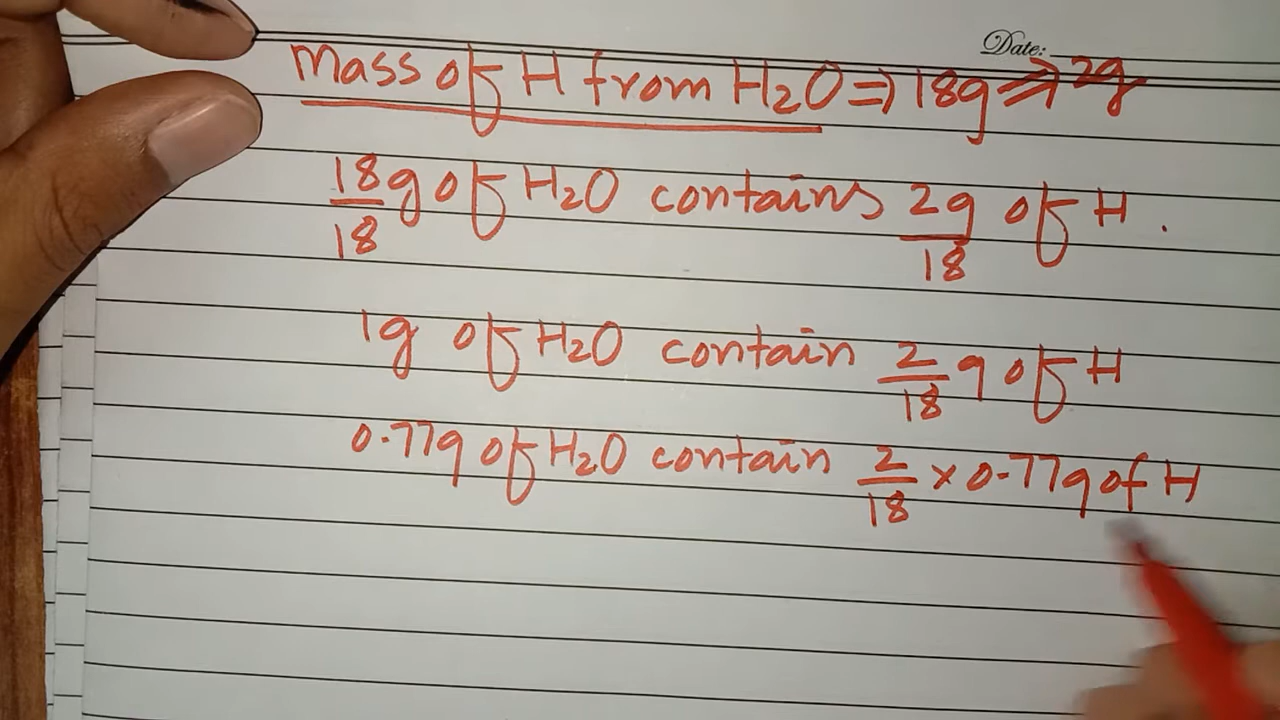 Date:
Mass of H from H₂O ⇒ 18g ⇒ 2g
18/18 g of H₂O contains 2g/18 of H.
1g of H₂O contain 2/18 g of H
0.77g of H₂O contain 2/18 × 0.77g of H